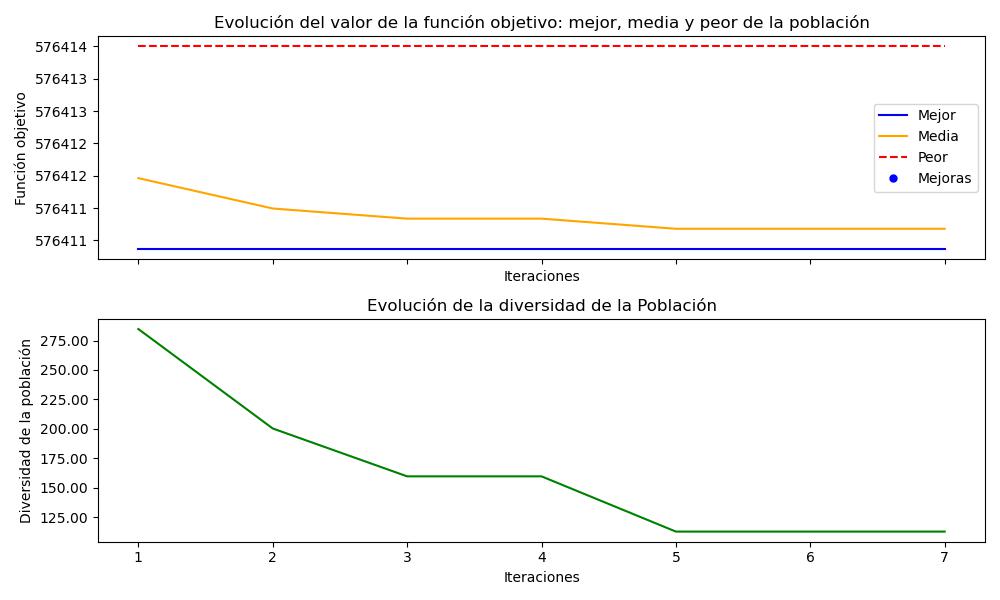 Evolución del valor de la función objetivo: mejor, media y peor de la población
Función objetivo
576414
576413
576413
576412
576412
576411
576411
Mejor
Media
Peor
Mejoras
Iteraciones
Evolución de la diversidad de la Población
Diversidad de la población
275.00
250.00
225.00
200.00
175.00
150.00
125.00
1 2 3 4 5 6 7
Iteraciones